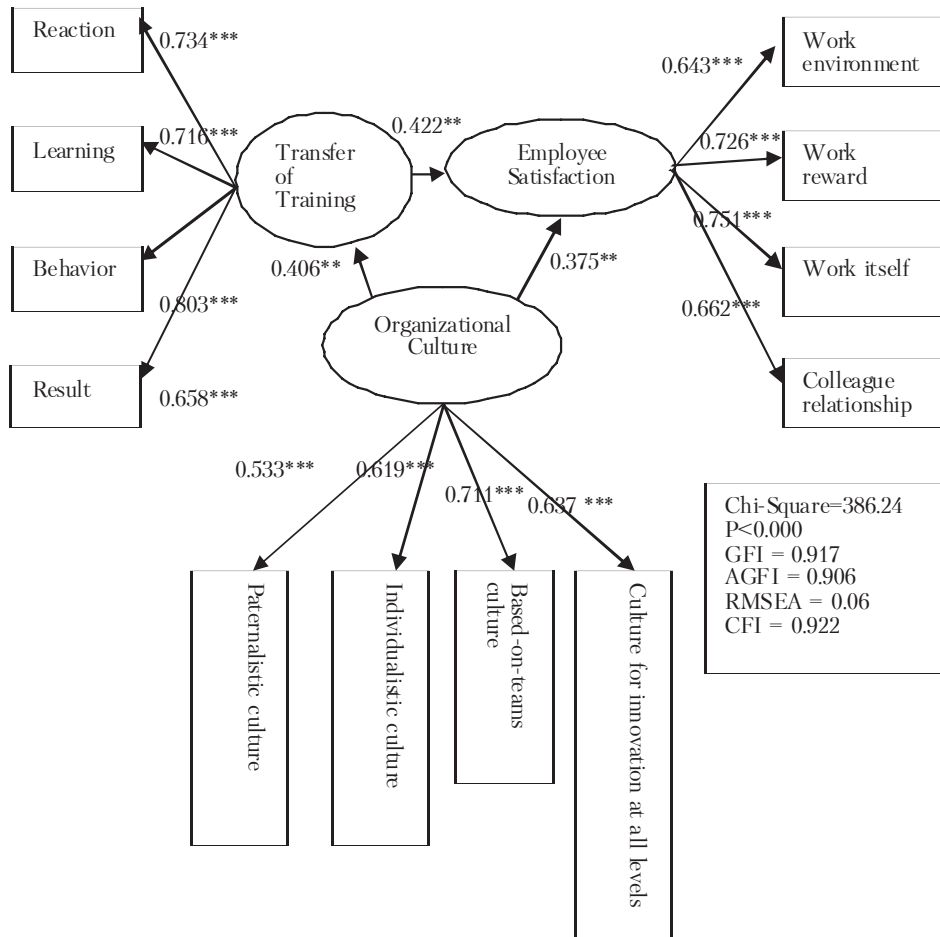 Reaction
0.734***
Learning
0.716***
Behavior
0.803***
Result
0.658***
Transfer
of
Training
0.422**
Employee
Satisfaction
0.406**
0.375**
Organizational
Culture
0.643***
Work
environment
0.726***
Work
reward
0.751***
Work itself
0.662***
Colleague
relationship
0.533***
0.619***
0.711***
0.637 ***
Paternalistic culture
Individualistic culture
Based-on-teams
culture
Culture for innovation at all levels
Chi-Square=386.24
P<0.000
GFI = 0.917
AGFI = 0.906
RMSEA = 0.06
CFI = 0.922